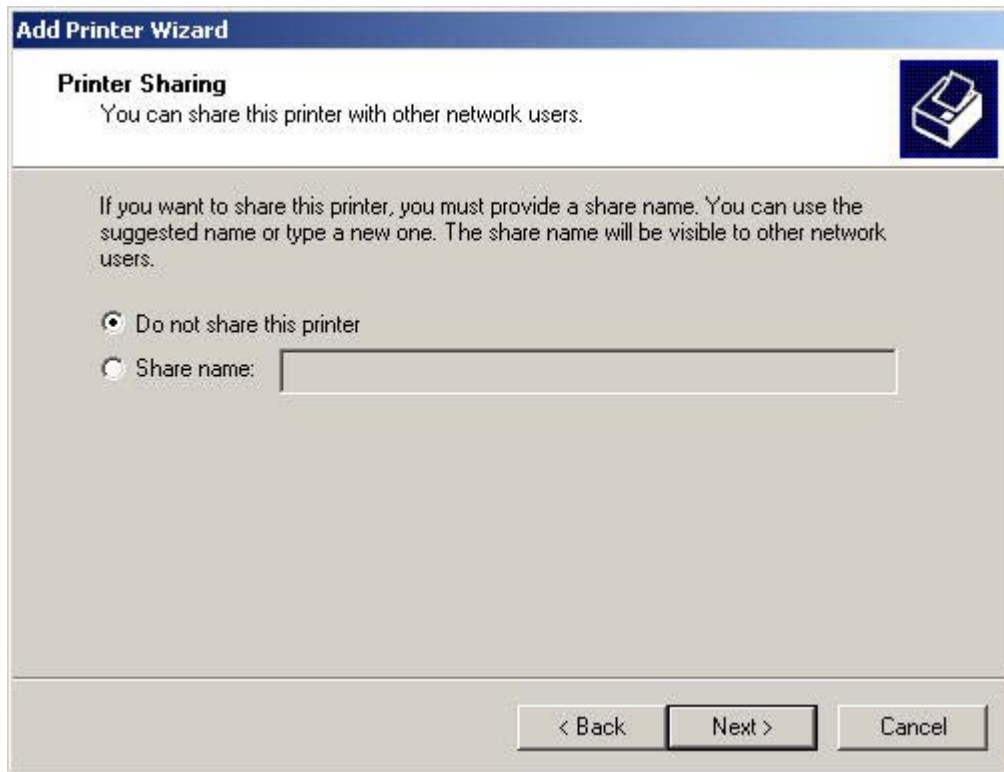 Add Printer Wizard
Printer Sharing
You can share this printer with other network users.
If you want to share this printer, you must provide a share name. You can use the
suggested name or type a new one. The share name will be visible to other network
users.
Do not share this printer
Share name:
< Back Next > Cancel